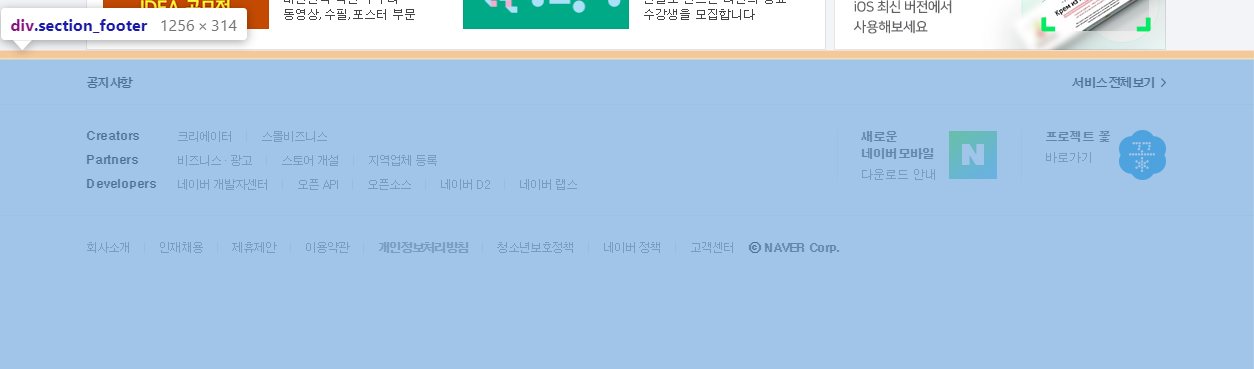 IDEA 공모전
동영상, 수필, 포스터 부문
수강생을 모집합니다
iOS 최신 버전에서
사용해보세요
div.section_footer 1256 × 314
공지사항
서비스 전체보기
Creators 크리에이터 스몰비즈니스
Partners 비즈니스 · 광고 스토어 개설 지역업체 등록
Developers 네이버 개발자센터 오픈 API 오픈소스 네이버 D2 네이버 랩스
새로운
네이버 모바일
다운로드 안내
N
프로젝트 꽃
바로가기
회사소개 인재채용 제휴제안 이용약관 개인정보처리방침 청소년보호정책 네이버 정책 고객센터 ⓒ NAVER Corp.